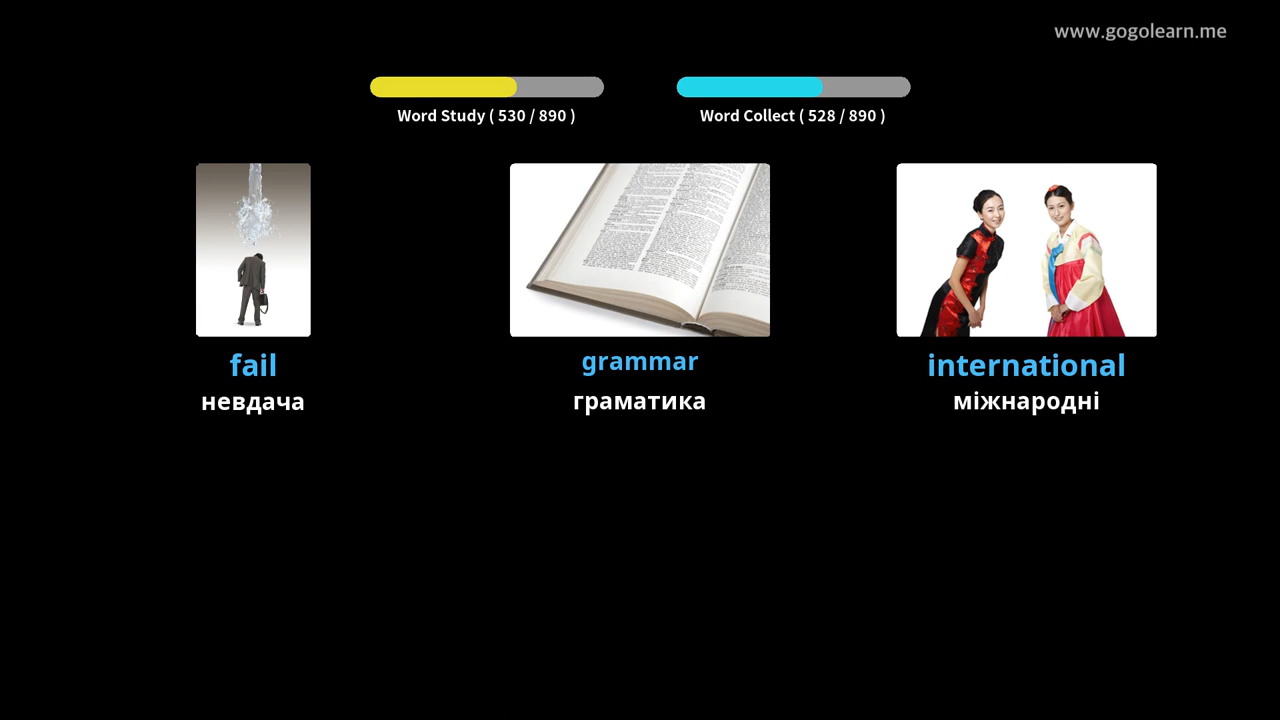 www.gogolearn.me
Word Study ( 530 / 890 )
Word Collect ( 528 / 890 )
fail
невдача
grammar
граматика
international
міжнародні